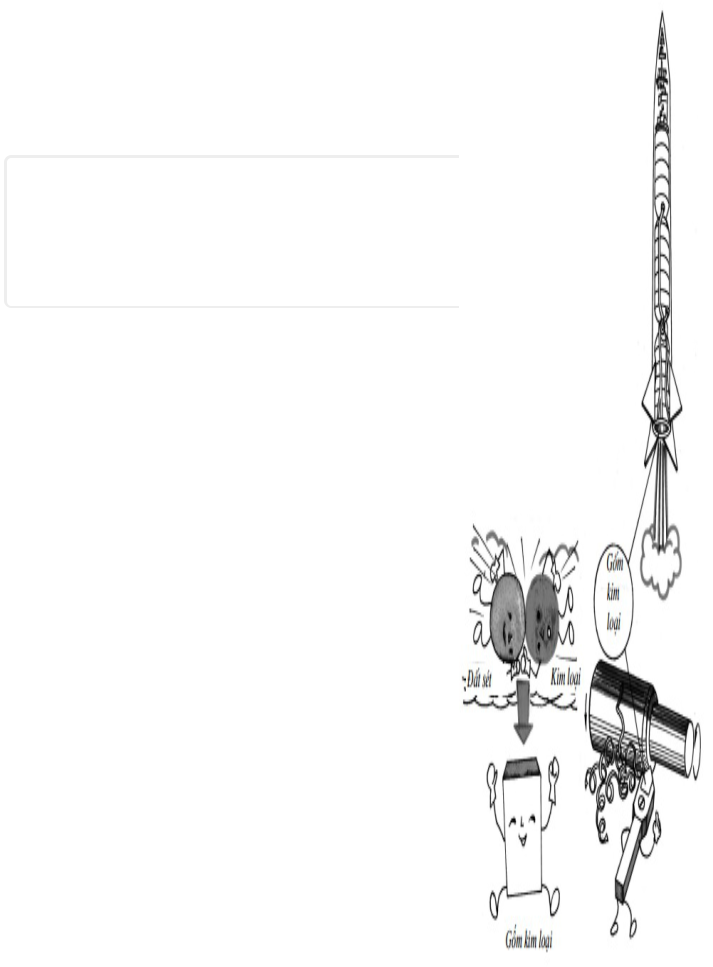 Gốm
kim
loại
Đất sét
Kim loại
Gốm kim loại